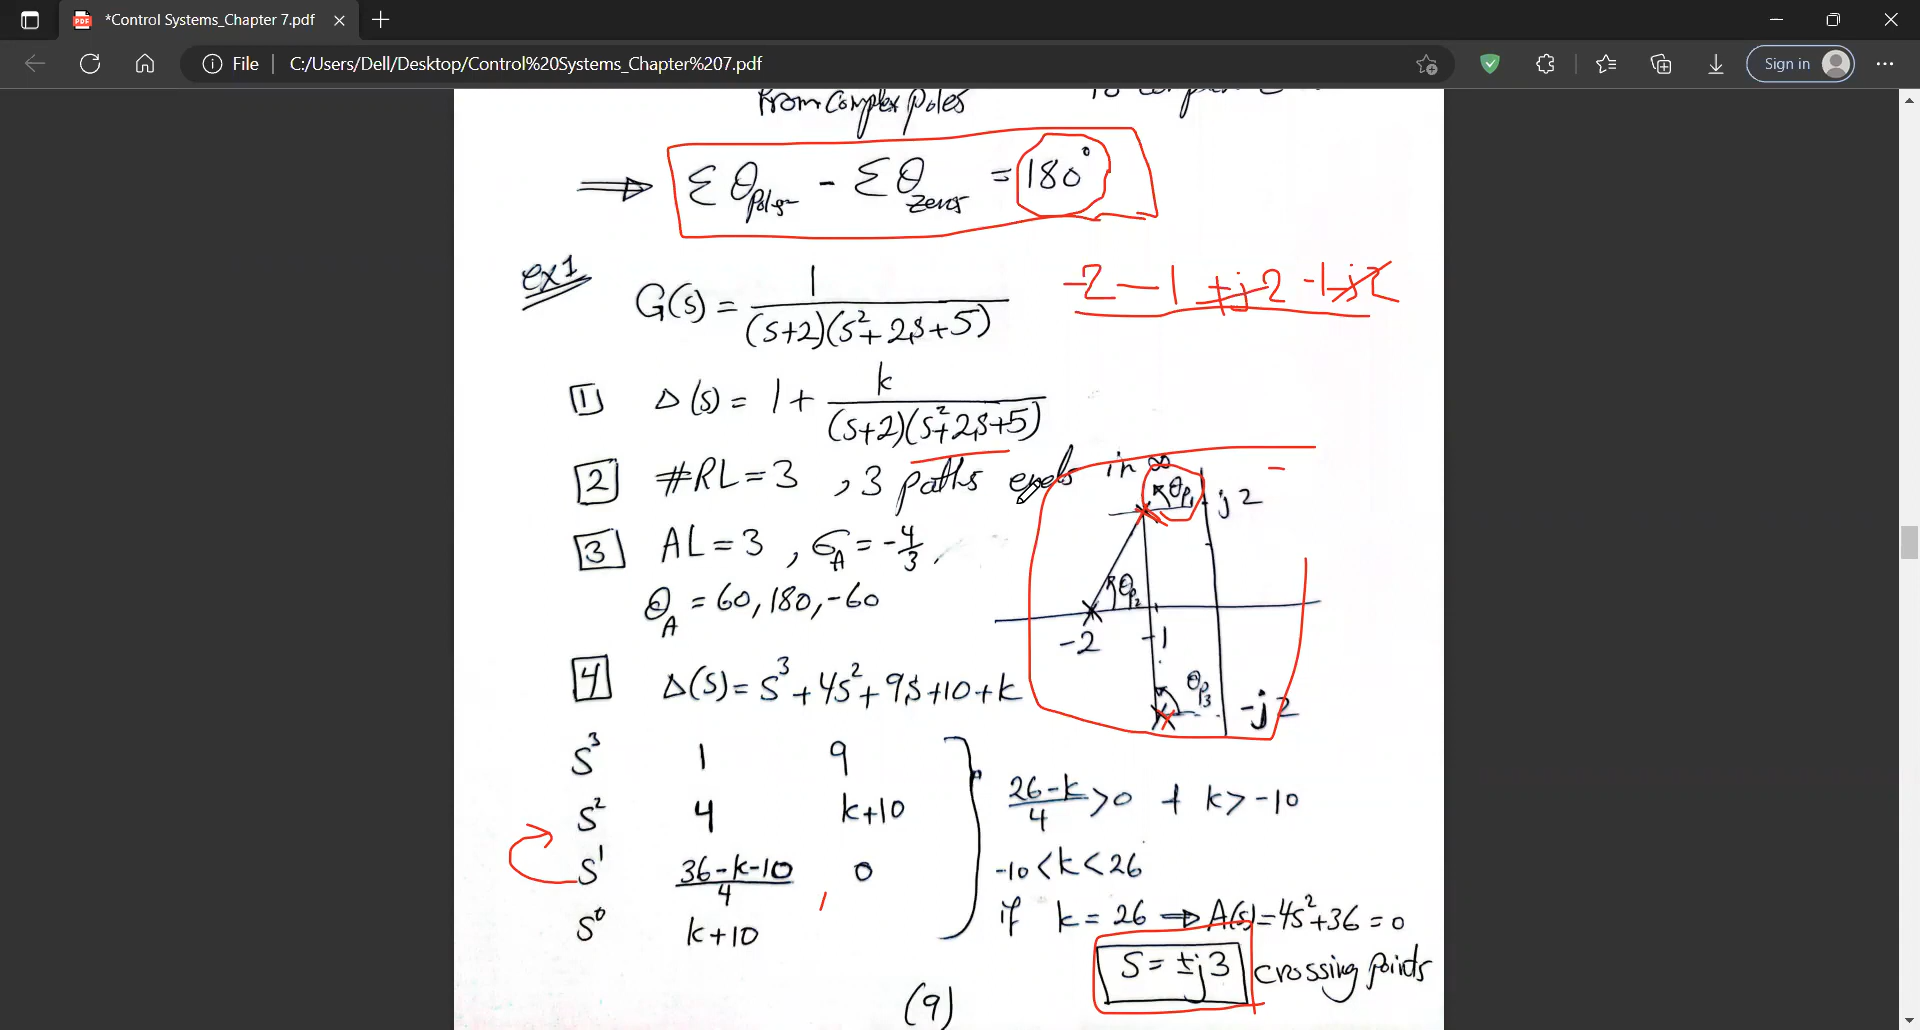 *Control Systems_Chapter 7.pdf
File
C:/Users/Dell/Desktop/Control%20Systems_Chapter%207.pdf
Sign in
From Complex Poles
⇒ Σθpoles - Σθzeros = 180°
ex1
G(s) = 1 / (s+2)(s²+2s+5)
-2 -1 +j2 -1 -j2
1 Δ(s) = 1 + k / (s+2)(s²+2s+5)
2 #RL = 3 , 3 paths ends in ∞
θp1
j2
3 AL = 3 , σA = -4/3 ,
θA = 60, 180, -60
θp2
-2 -1
4 Δ(s) = s³ + 4s² + 9s + 10 + k
θp3
-j2
s³ 1 9
s² 4 k+10
26-k / 4 > 0 + k > -10
s¹ 36-k-10 / 4 0
-10 < k < 26
if k = 26 ⇒ A(s) = 4s² + 36 = 0
s⁰ k+10
s = ±j3 crossing points
(9)